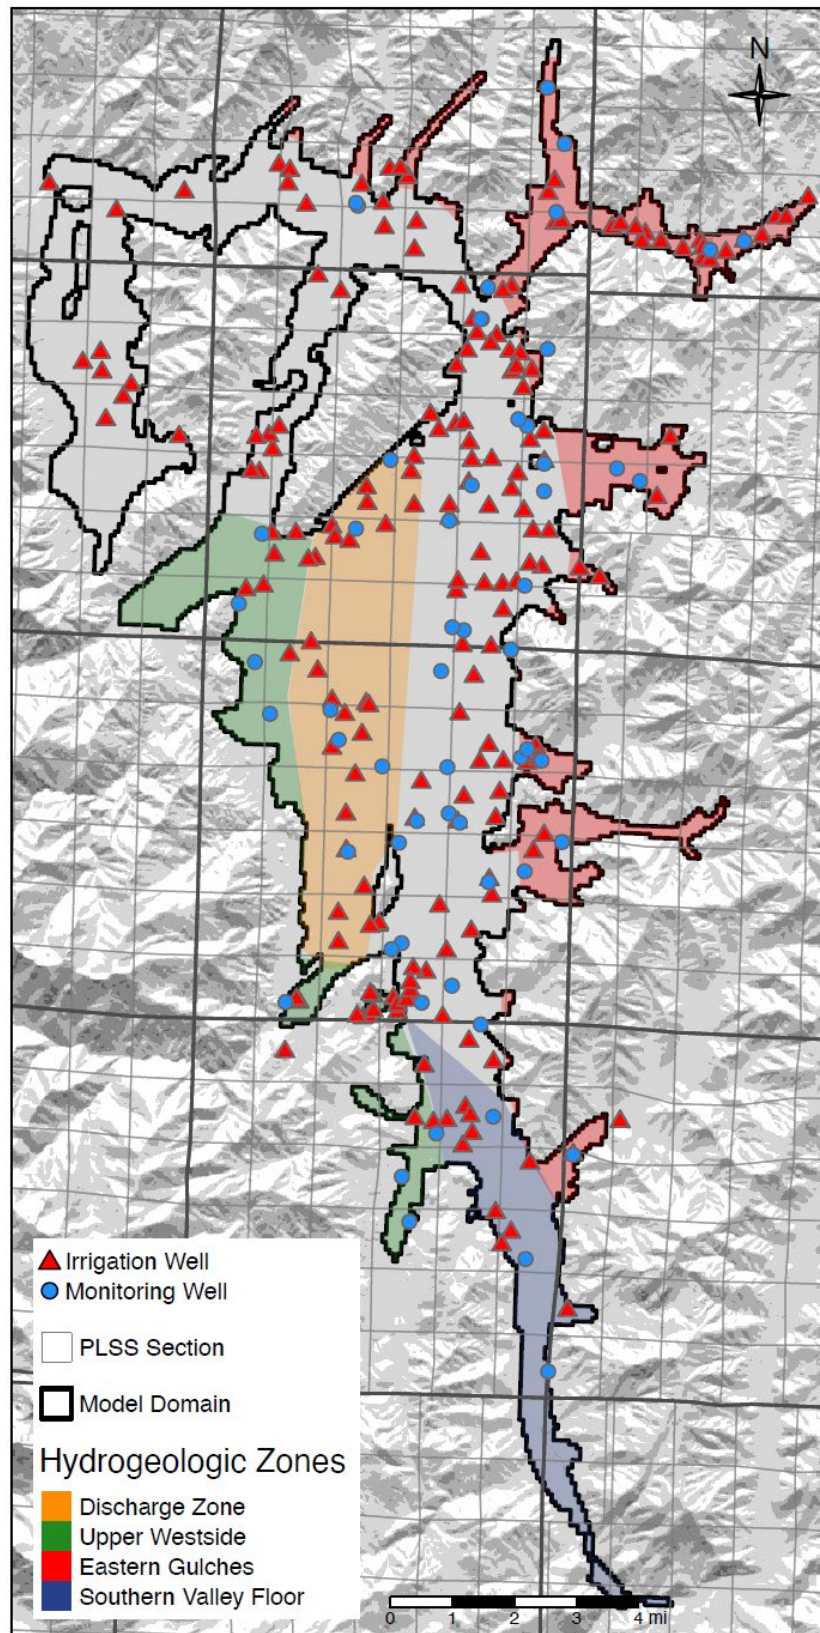 N
Irrigation Well
Monitoring Well
PLSS Section
Model Domain
Hydrogeologic Zones
Discharge Zone
Upper Westside
Eastern Gulches
Southern Valley Floor
0 1 2 3 4 mi